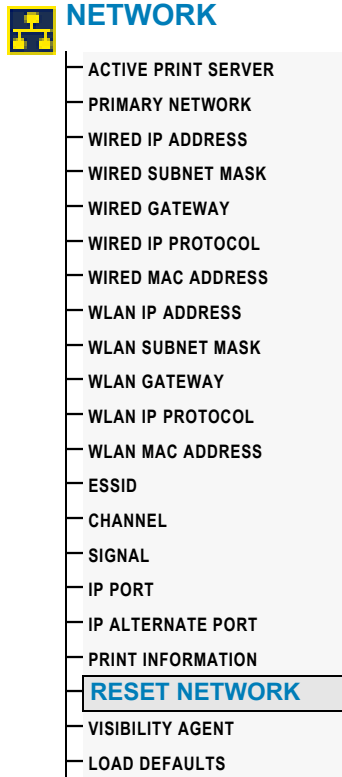 NETWORK
ACTIVE PRINT SERVER
PRIMARY NETWORK
WIRED IP ADDRESS
WIRED SUBNET MASK
WIRED GATEWAY
WIRED IP PROTOCOL
WIRED MAC ADDRESS
WLAN IP ADDRESS
WLAN SUBNET MASK
WLAN GATEWAY
WLAN IP PROTOCOL
WLAN MAC ADDRESS
ESSID
CHANNEL
SIGNAL
IP PORT
IP ALTERNATE PORT
PRINT INFORMATION
RESET NETWORK
VISIBILITY AGENT
LOAD DEFAULTS